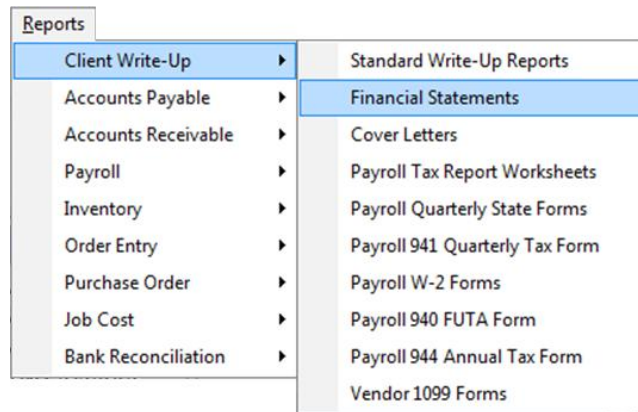 Reports
Client Write-Up
Accounts Payable
Accounts Receivable
Payroll
Inventory
Order Entry
Purchase Order
Job Cost
Bank Reconciliation
Standard Write-Up Reports
Financial Statements
Cover Letters
Payroll Tax Report Worksheets
Payroll Quarterly State Forms
Payroll 941 Quarterly Tax Form
Payroll W-2 Forms
Payroll 940 FUTA Form
Payroll 944 Annual Tax Form
Vendor 1099 Forms